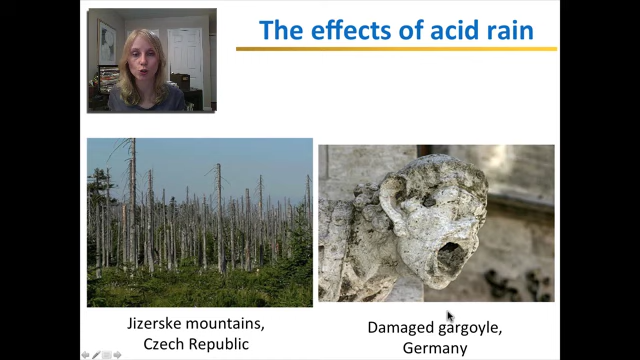 The effects of acid rain
Jizerske mountains,
Czech Republic
Damaged gargoyle,
Germany